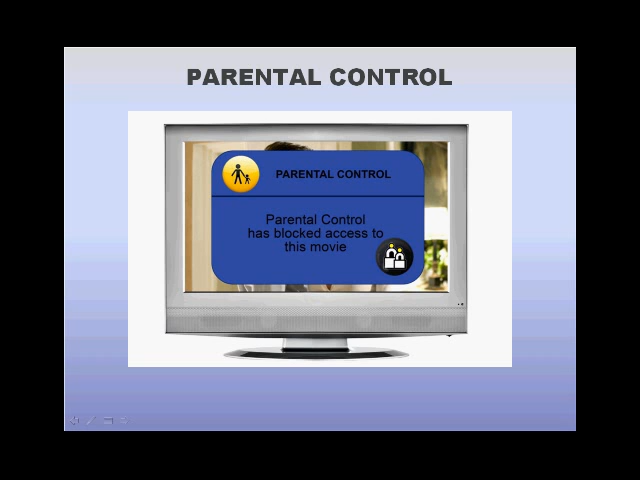 PARENTAL CONTROL
PARENTAL CONTROL
Parental Control
has blocked access to
this movie